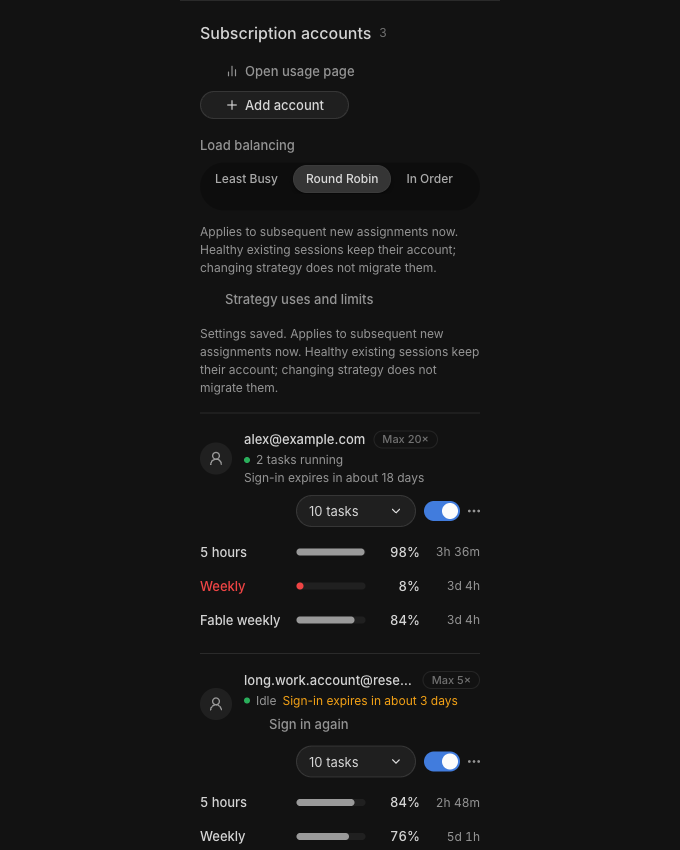 Subscription accounts 3
Open usage page
+ Add account
Load balancing
Least Busy Round Robin In Order
Applies to subsequent new assignments now.
Healthy existing sessions keep their account;
changing strategy does not migrate them.
Strategy uses and limits
Settings saved. Applies to subsequent new
assignments now. Healthy existing sessions keep
their account; changing strategy does not
migrate them.
alex@example.com Max 20×
2 tasks running
Sign-in expires in about 18 days
10 tasks
5 hours 98% 3h 36m
Weekly 8% 3d 4h
Fable weekly 84% 3d 4h
long.work.account@rese... Max 5×
Idle Sign-in expires in about 3 days
Sign in again
10 tasks
5 hours 84% 2h 48m
Weekly 76% 5d 1h